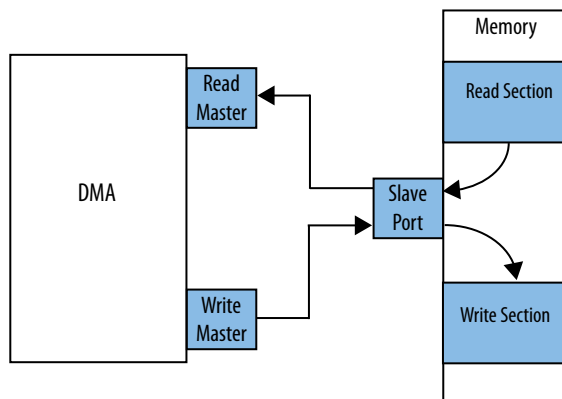 Memory
Read
Master
Read Section
DMA
Slave
Port
Write
Master
Write Section